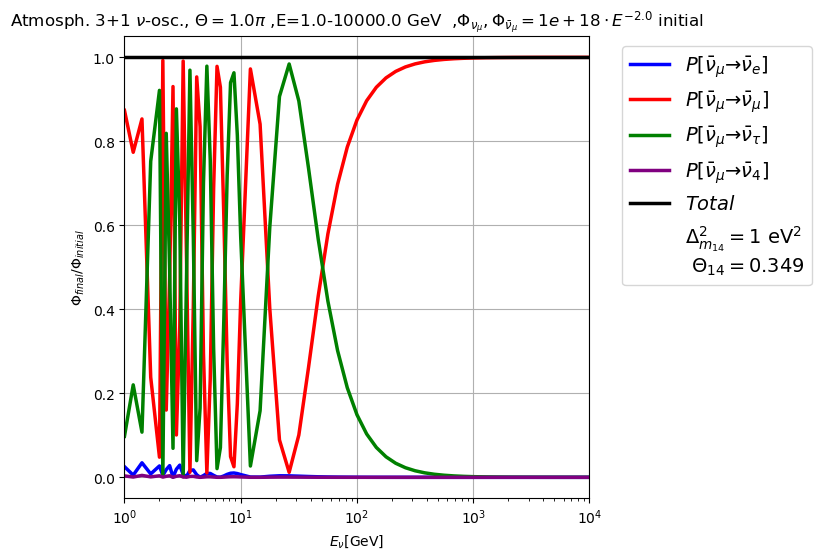 Atmosph. 3+1 ν-osc., Θ = 1.0π ,E=1.0-10000.0 GeV ,Φ_{ν_μ}, Φ_{ν̄_μ} = 1e + 18 · E^{−2.0} initial
P[ν̄_μ→ν̄_e]
P[ν̄_μ→ν̄_μ]
P[ν̄_μ→ν̄_τ]
P[ν̄_μ→ν̄_4]
Total
Δ²_{m_{14}} = 1 eV²
Θ_{14} = 0.349
Φ_{final}/Φ_{initial}
1.0
0.8
0.6
0.4
0.2
0.0
10⁰
10¹
10²
10³
10⁴
E_ν[GeV]